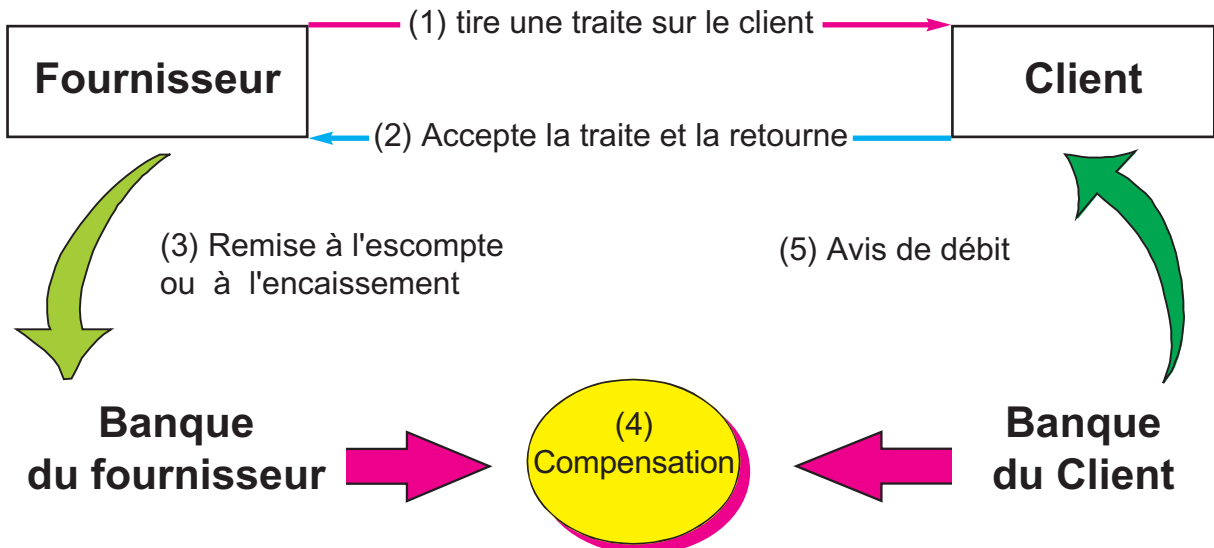 (1) tire une traite sur le client
Fournisseur
Client
(2) Accepte la traite et la retourne
(3) Remise à l'escompte
ou à l'encaissement
(5) Avis de débit
Banque
du fournisseur
(4)
Compensation
Banque
du Client